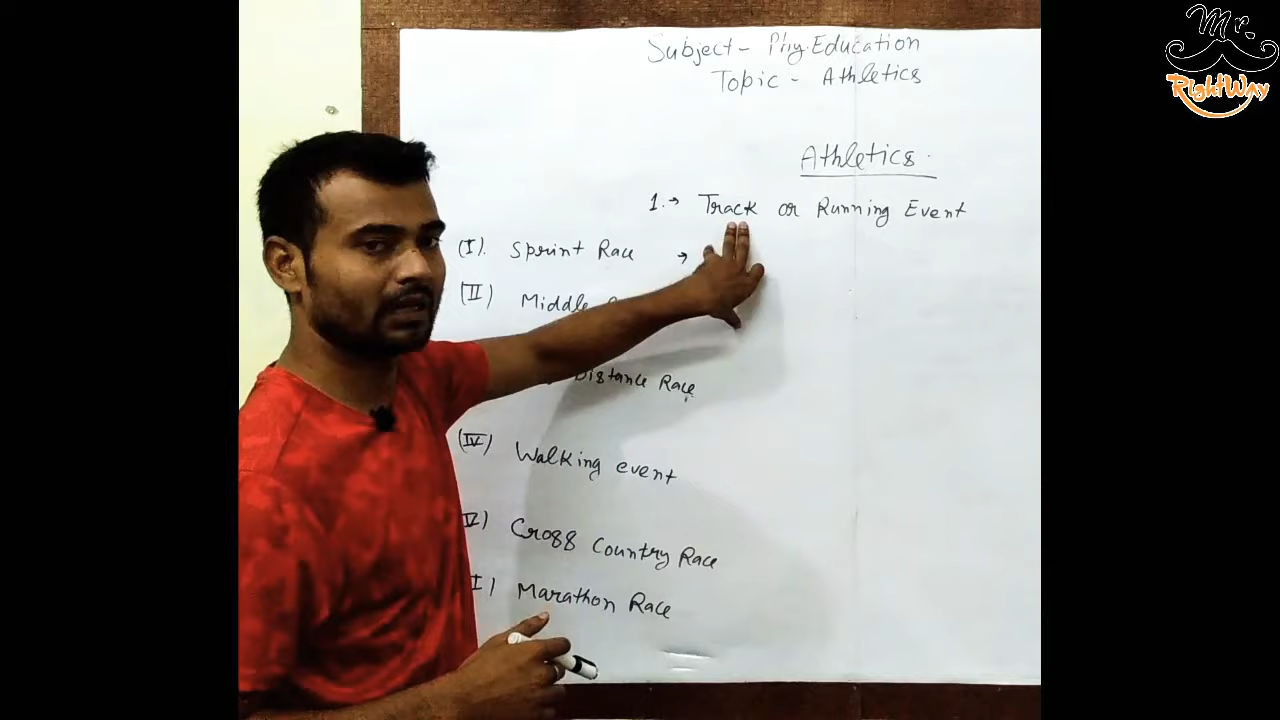 Mr.
RightWay
Subject - Phy. Education
Topic - Athletics
Athletics.
1.→ Track or Running Event
(I). Sprint Race →
(II) Middle
Distance Race
(IV) Walking event
V) Cross Country Race
I) Marathon Race